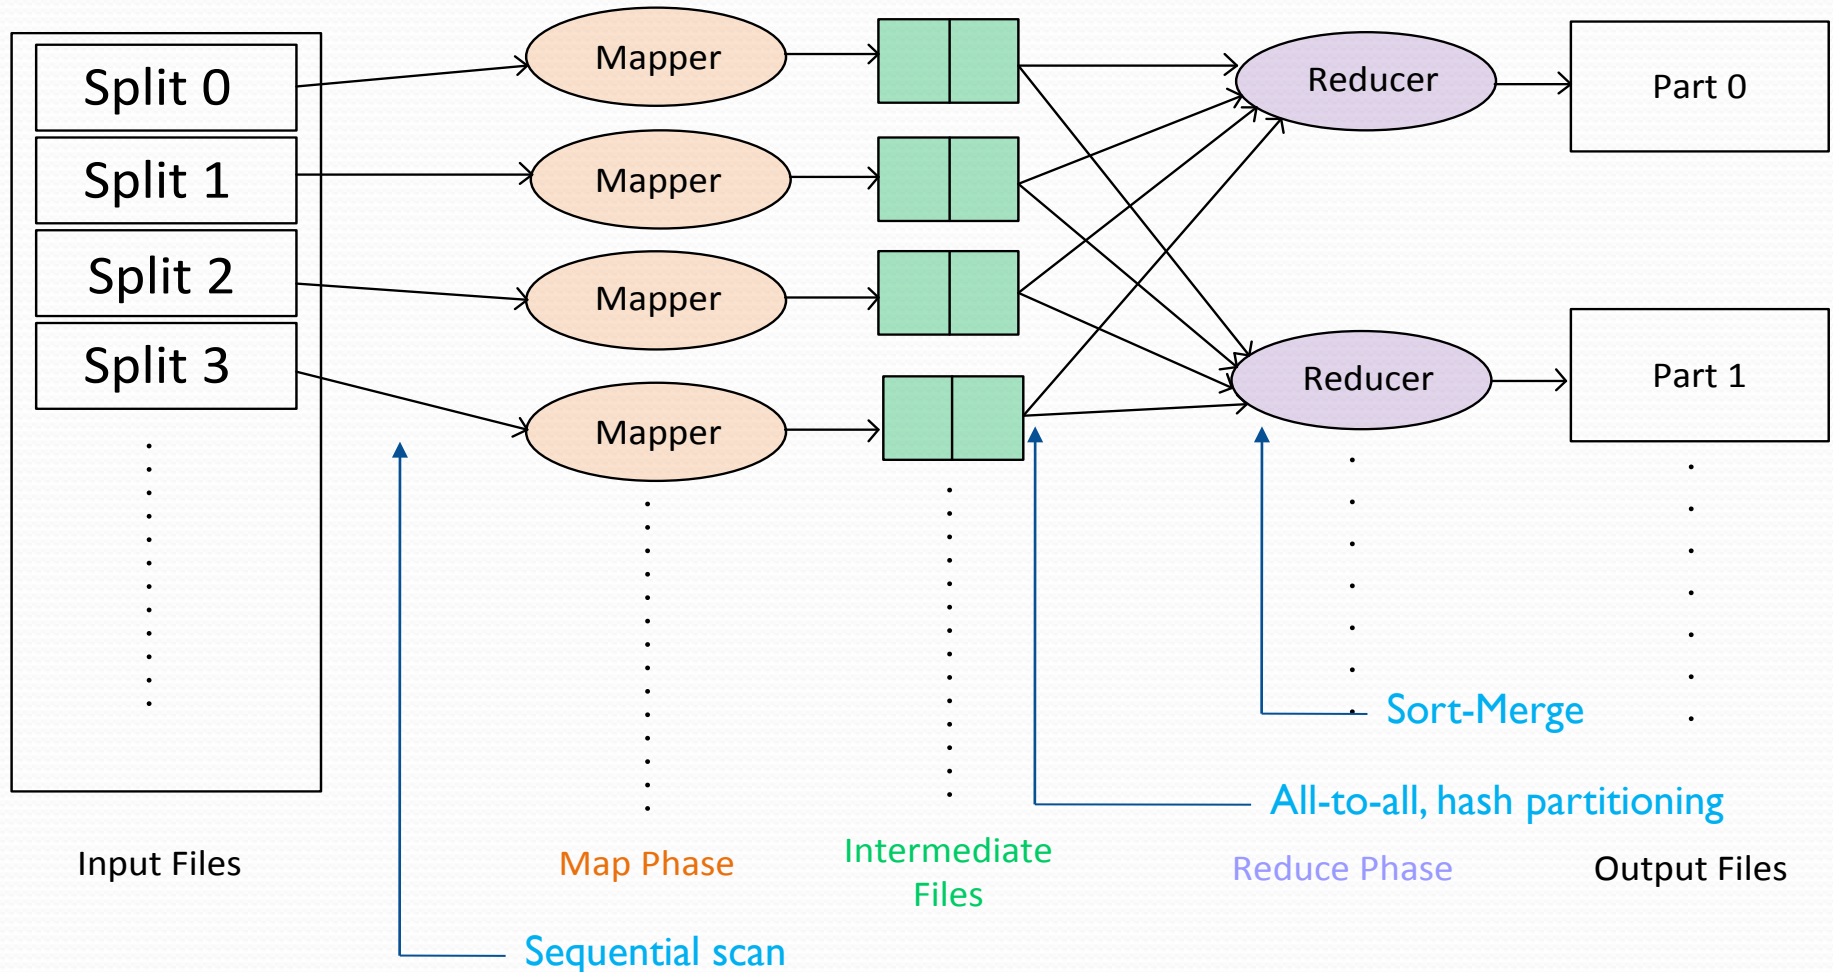 Split 0
Split 1
Split 2
Split 3
Mapper
Mapper
Mapper
Mapper
Reducer
Reducer
Part 0
Part 1
Sort-Merge
All-to-all, hash partitioning
Sequential scan
Input Files
Map Phase
Intermediate
Files
Reduce Phase
Output Files